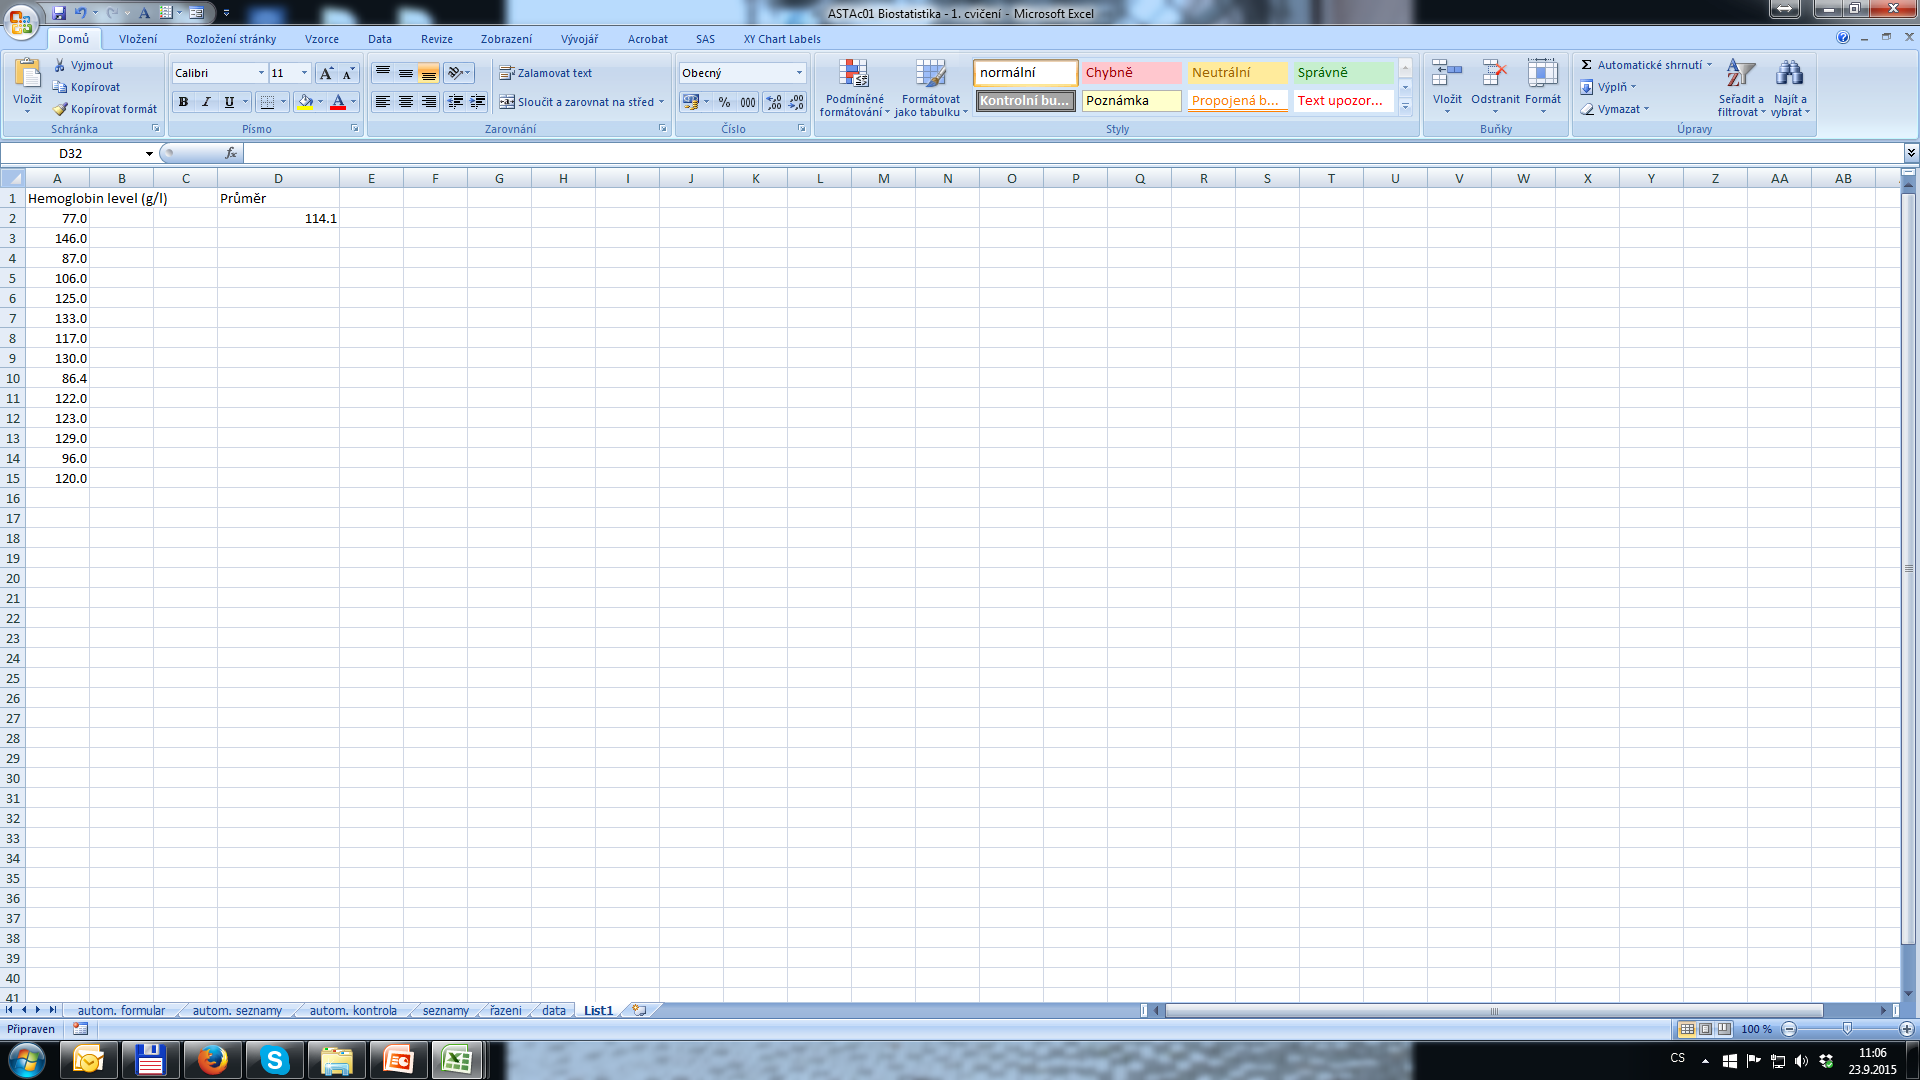 ASTAc01 Biostatistika - 1. cvičení - Microsoft Excel
Domů Vložení Rozložení stránky Vzorce Data Revize Zobrazení Vývojář Acrobat SAS XY Chart Labels
Vložit
Vyjmout
Kopírovat
Kopírovat formát
Schránka
Calibri 11
B I U
Písmo
Zalamovat text
Sloučit a zarovnat na střed
Zarovnání
Obecný
% 000
Číslo
Podmíněné formátování
Formátovat jako tabulku
normální Chybně Neutrální Správně
Kontrolní bu... Poznámka Propojená b... Text upozor...
Styly
Vložit Odstranit Formát
Buňky
Σ Automatické shrnutí
Výplň
Vymazat
Seřadit a filtrovat
Najít a vybrat
Úpravy
D32 fx
A B C D E F G H I J K L M N O P Q R S T U V W X Y Z AA AB
1 Hemoglobin level (g/l) Průměr
2 77.0 114.1
3 146.0
4 87.0
5 106.0
6 125.0
7 133.0
8 117.0
9 130.0
10 86.4
11 122.0
12 123.0
13 129.0
14 96.0
15 120.0
16
17
18
19
20
21
22
23
24
25
26
27
28
29
30
31
32
33
34
35
36
37
38
39
40
41
autom. formular autom. seznamy autom. kontrola seznamy řazeni data List1
Připraven 100 %
CS 11:06
23.9.2015